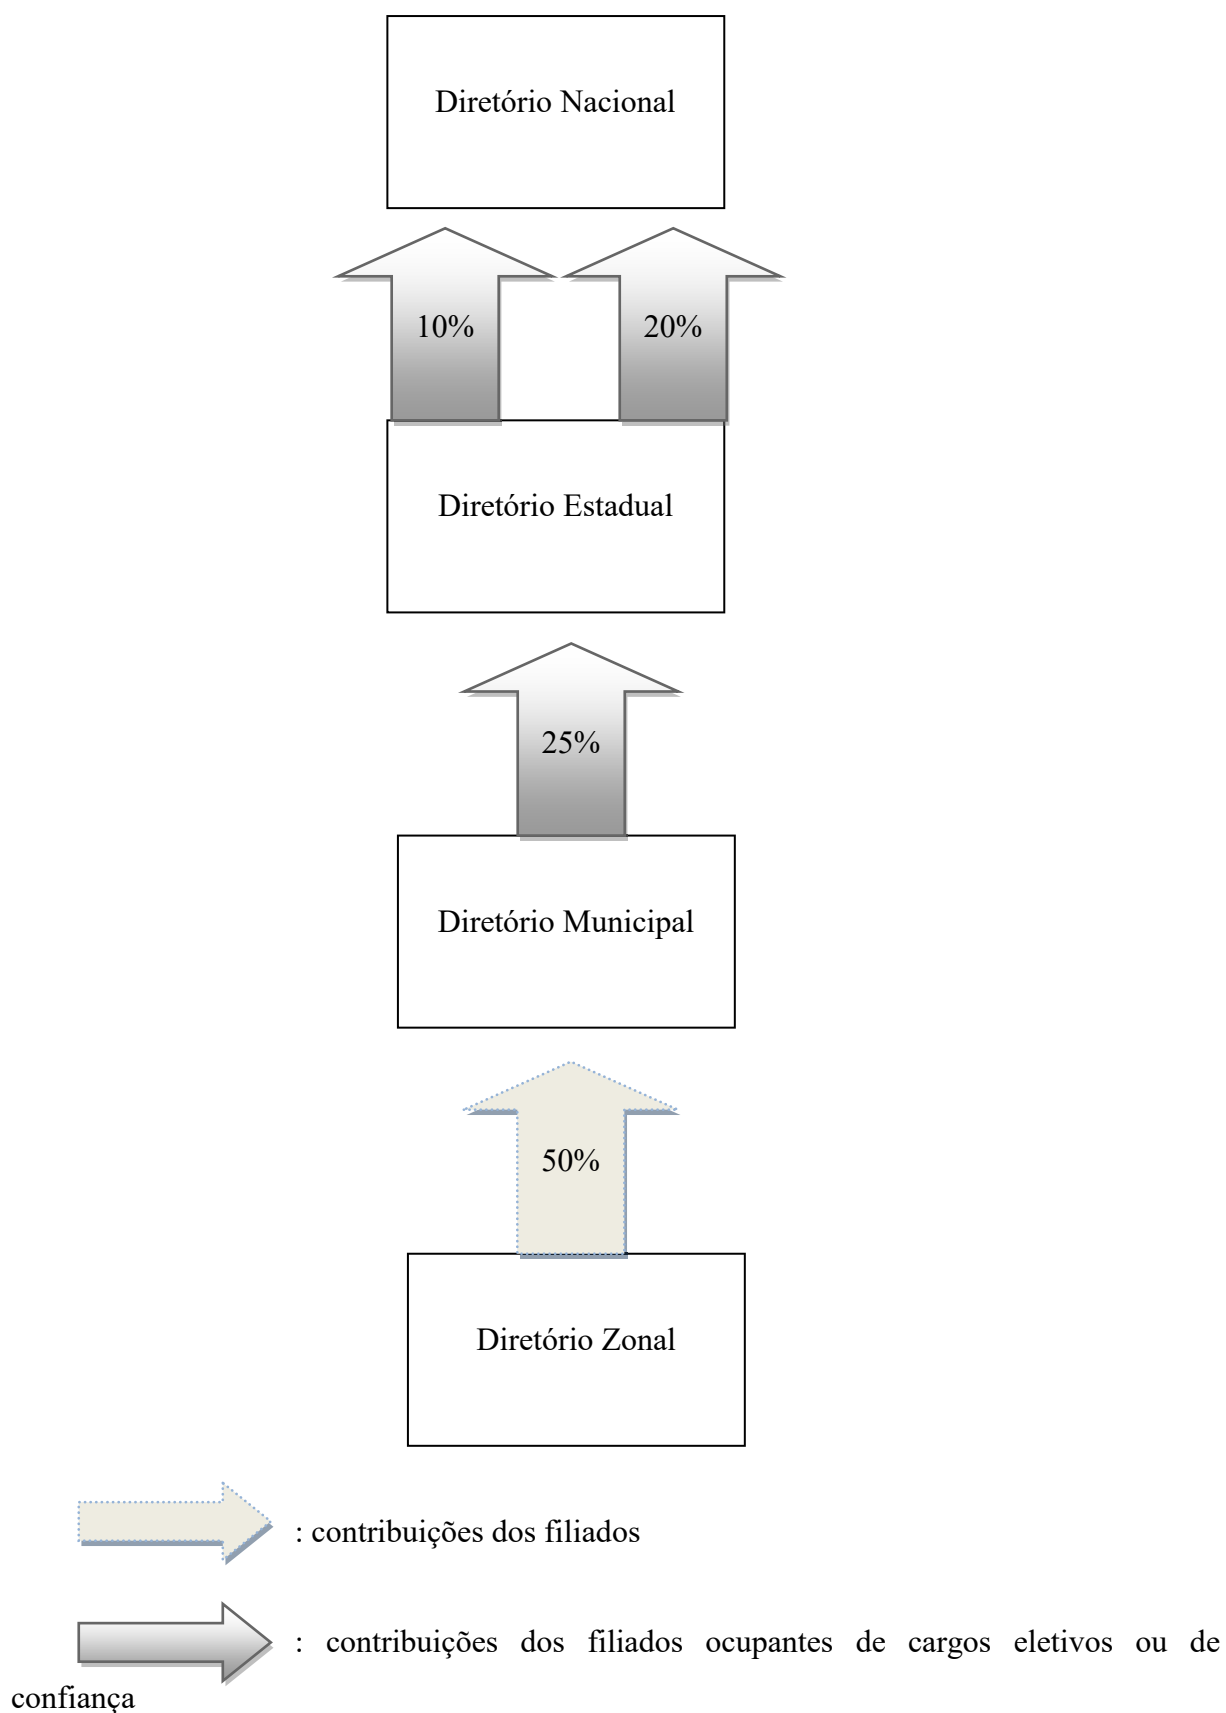 Diretório Nacional
10%
20%
Diretório Estadual
25%
Diretório Municipal
50%
Diretório Zonal
: contribuições dos filiados
: contribuições dos filiados ocupantes de cargos eletivos ou de
confiança